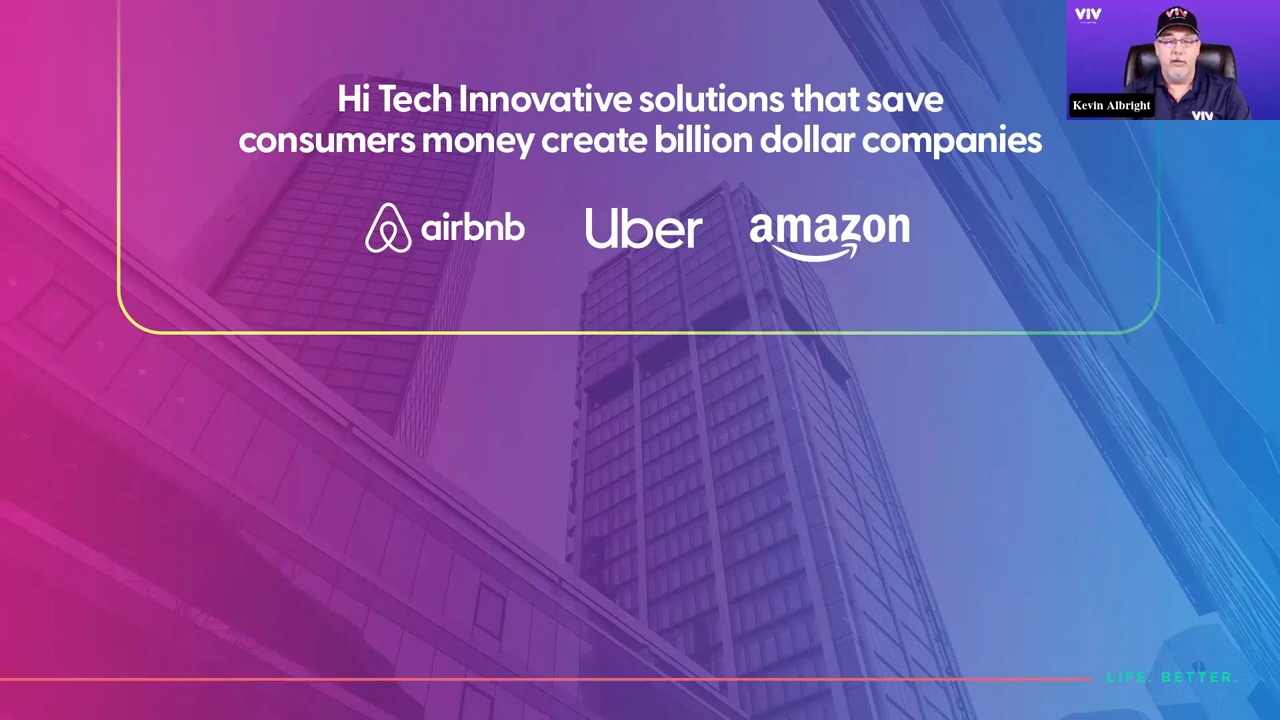 Hi Tech Innovative solutions that save
consumers money create billion dollar companies
airbnb
Uber
amazon
VIV
VIV
Kevin Albright
LIFE. BETTER.